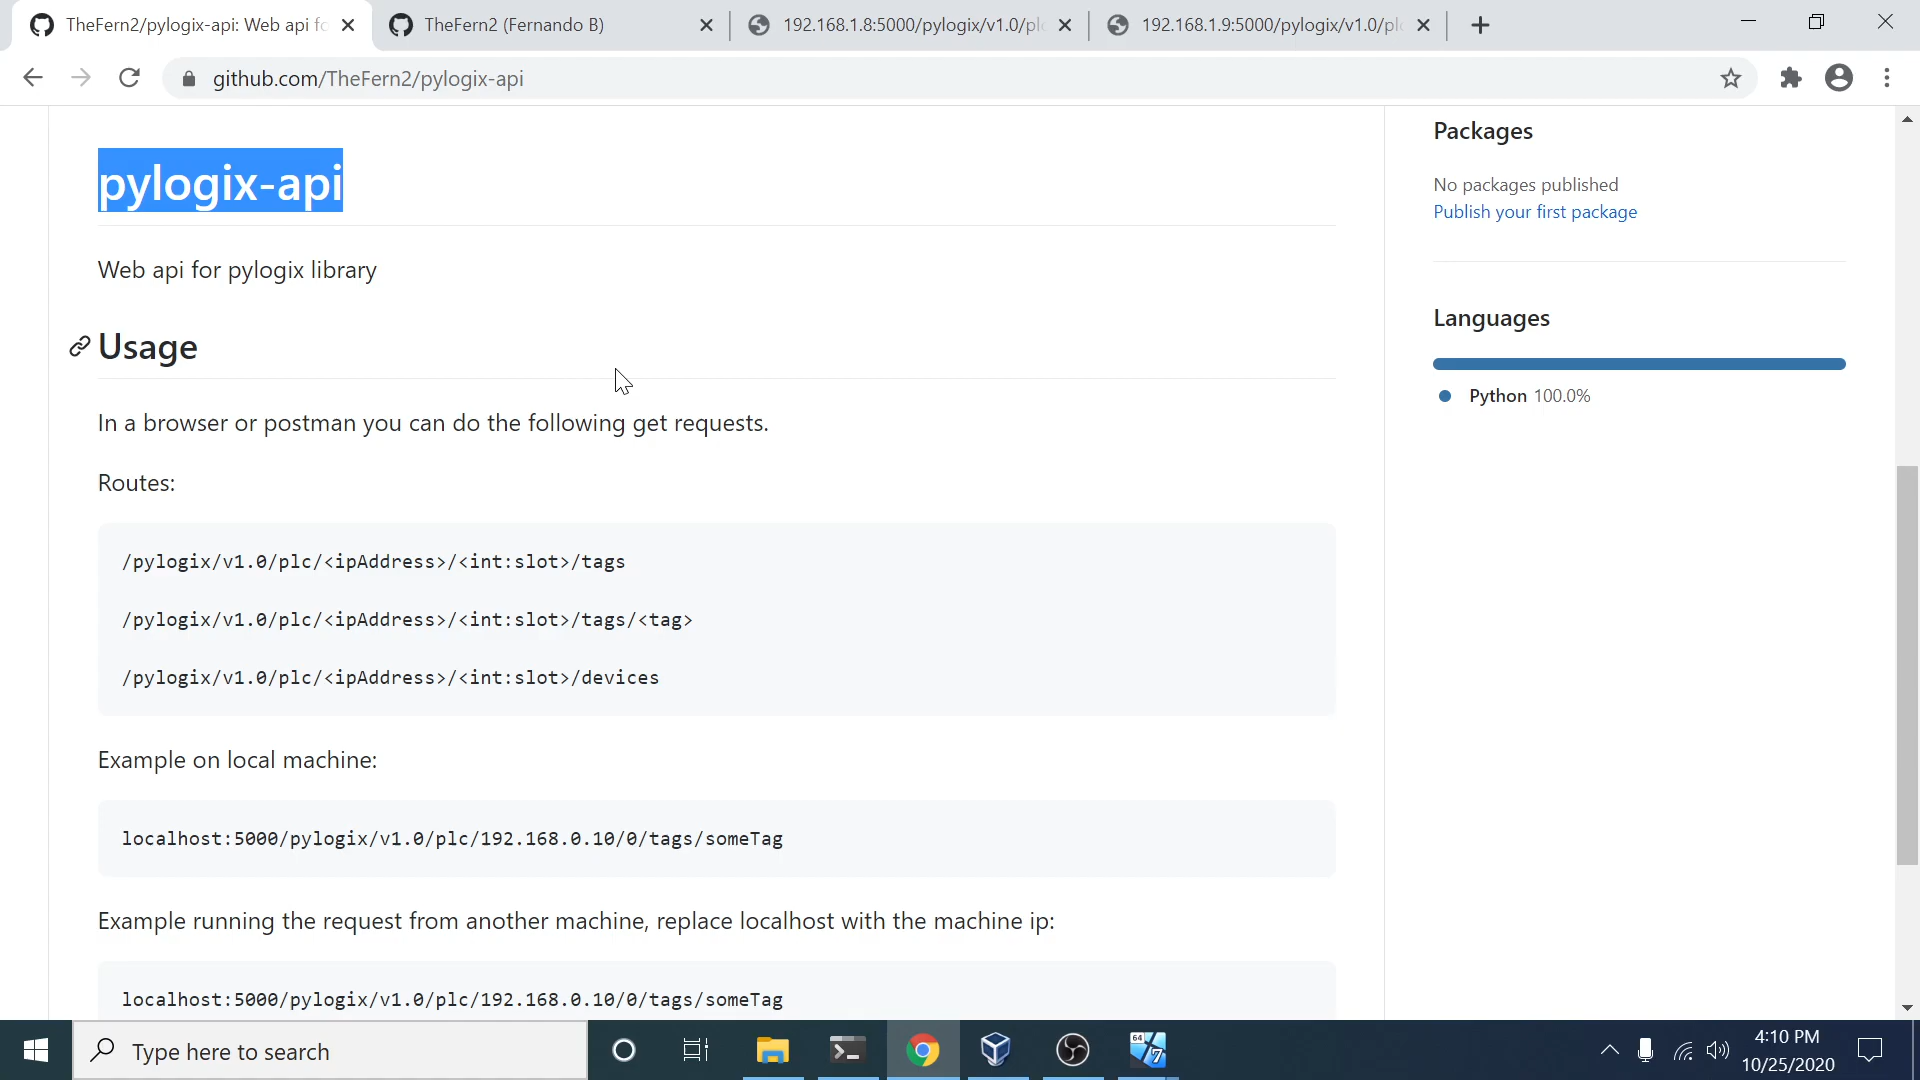 TheFern2/pylogix-api: Web api fo
TheFern2 (Fernando B)
192.168.1.8:5000/pylogix/v1.0/pl
192.168.1.9:5000/pylogix/v1.0/pl
github.com/TheFern2/pylogix-api
pylogix-api
Web api for pylogix library
Usage
In a browser or postman you can do the following get requests.
Routes:
/pylogix/v1.0/plc/<ipAddress>/<int:slot>/tags
/pylogix/v1.0/plc/<ipAddress>/<int:slot>/tags/<tag>
/pylogix/v1.0/plc/<ipAddress>/<int:slot>/devices
Example on local machine:
localhost:5000/pylogix/v1.0/plc/192.168.0.10/0/tags/someTag
Example running the request from another machine, replace localhost with the machine ip:
localhost:5000/pylogix/v1.0/plc/192.168.0.10/0/tags/someTag
Packages
No packages published
Publish your first package
Languages
Python 100.0%
Type here to search
64
7
4:10 PM
10/25/2020